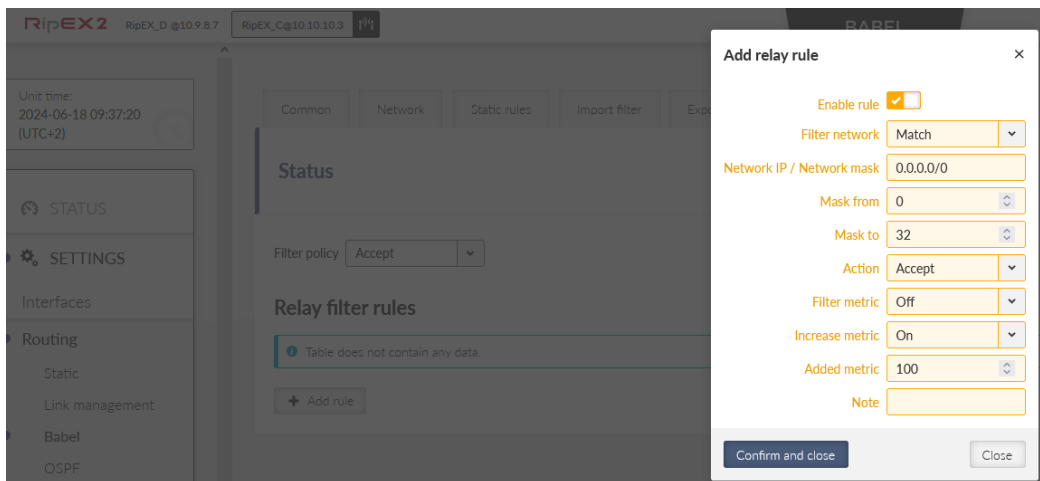 RipEX2 RipEX_D @10.9.8.7 RipEX_C@10.10.10.3
BABEL
Unit time:
2024-06-18 09:37:20
(UTC+2)
STATUS
SETTINGS
Interfaces
Routing
Static
Link management
Babel
OSPF
Common Network Static rules Import filter Expo
Status
Filter policy Accept
Relay filter rules
Table does not contain any data.
+ Add rule
Add relay rule ×
Enable rule
Filter network Match
Network IP / Network mask 0.0.0.0/0
Mask from 0
Mask to 32
Action Accept
Filter metric Off
Increase metric On
Added metric 100
Note
Confirm and close Close